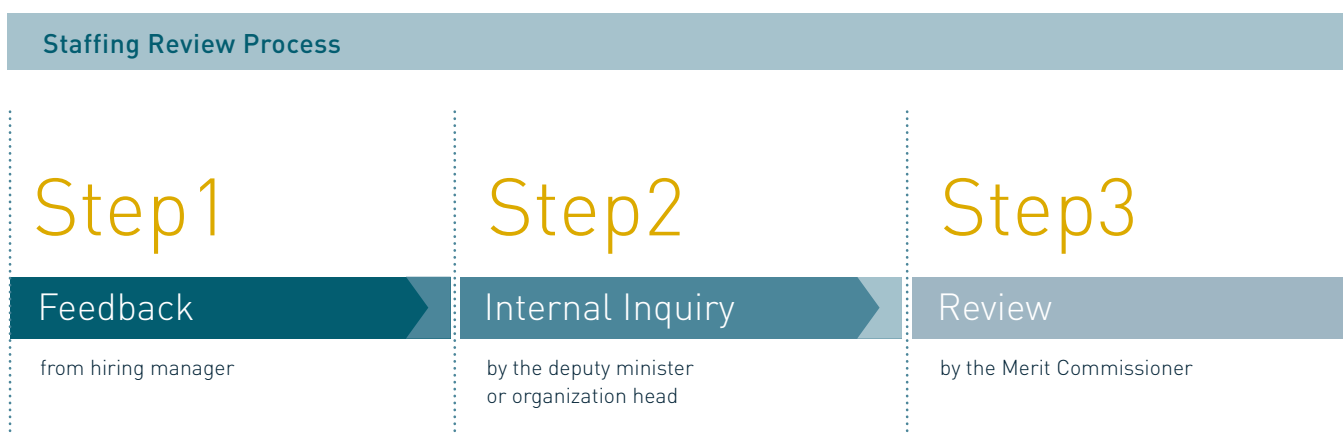 Staffing Review Process
Step1
Feedback
from hiring manager
Step2
Internal Inquiry
by the deputy minister
or organization head
Step3
Review
by the Merit Commissioner